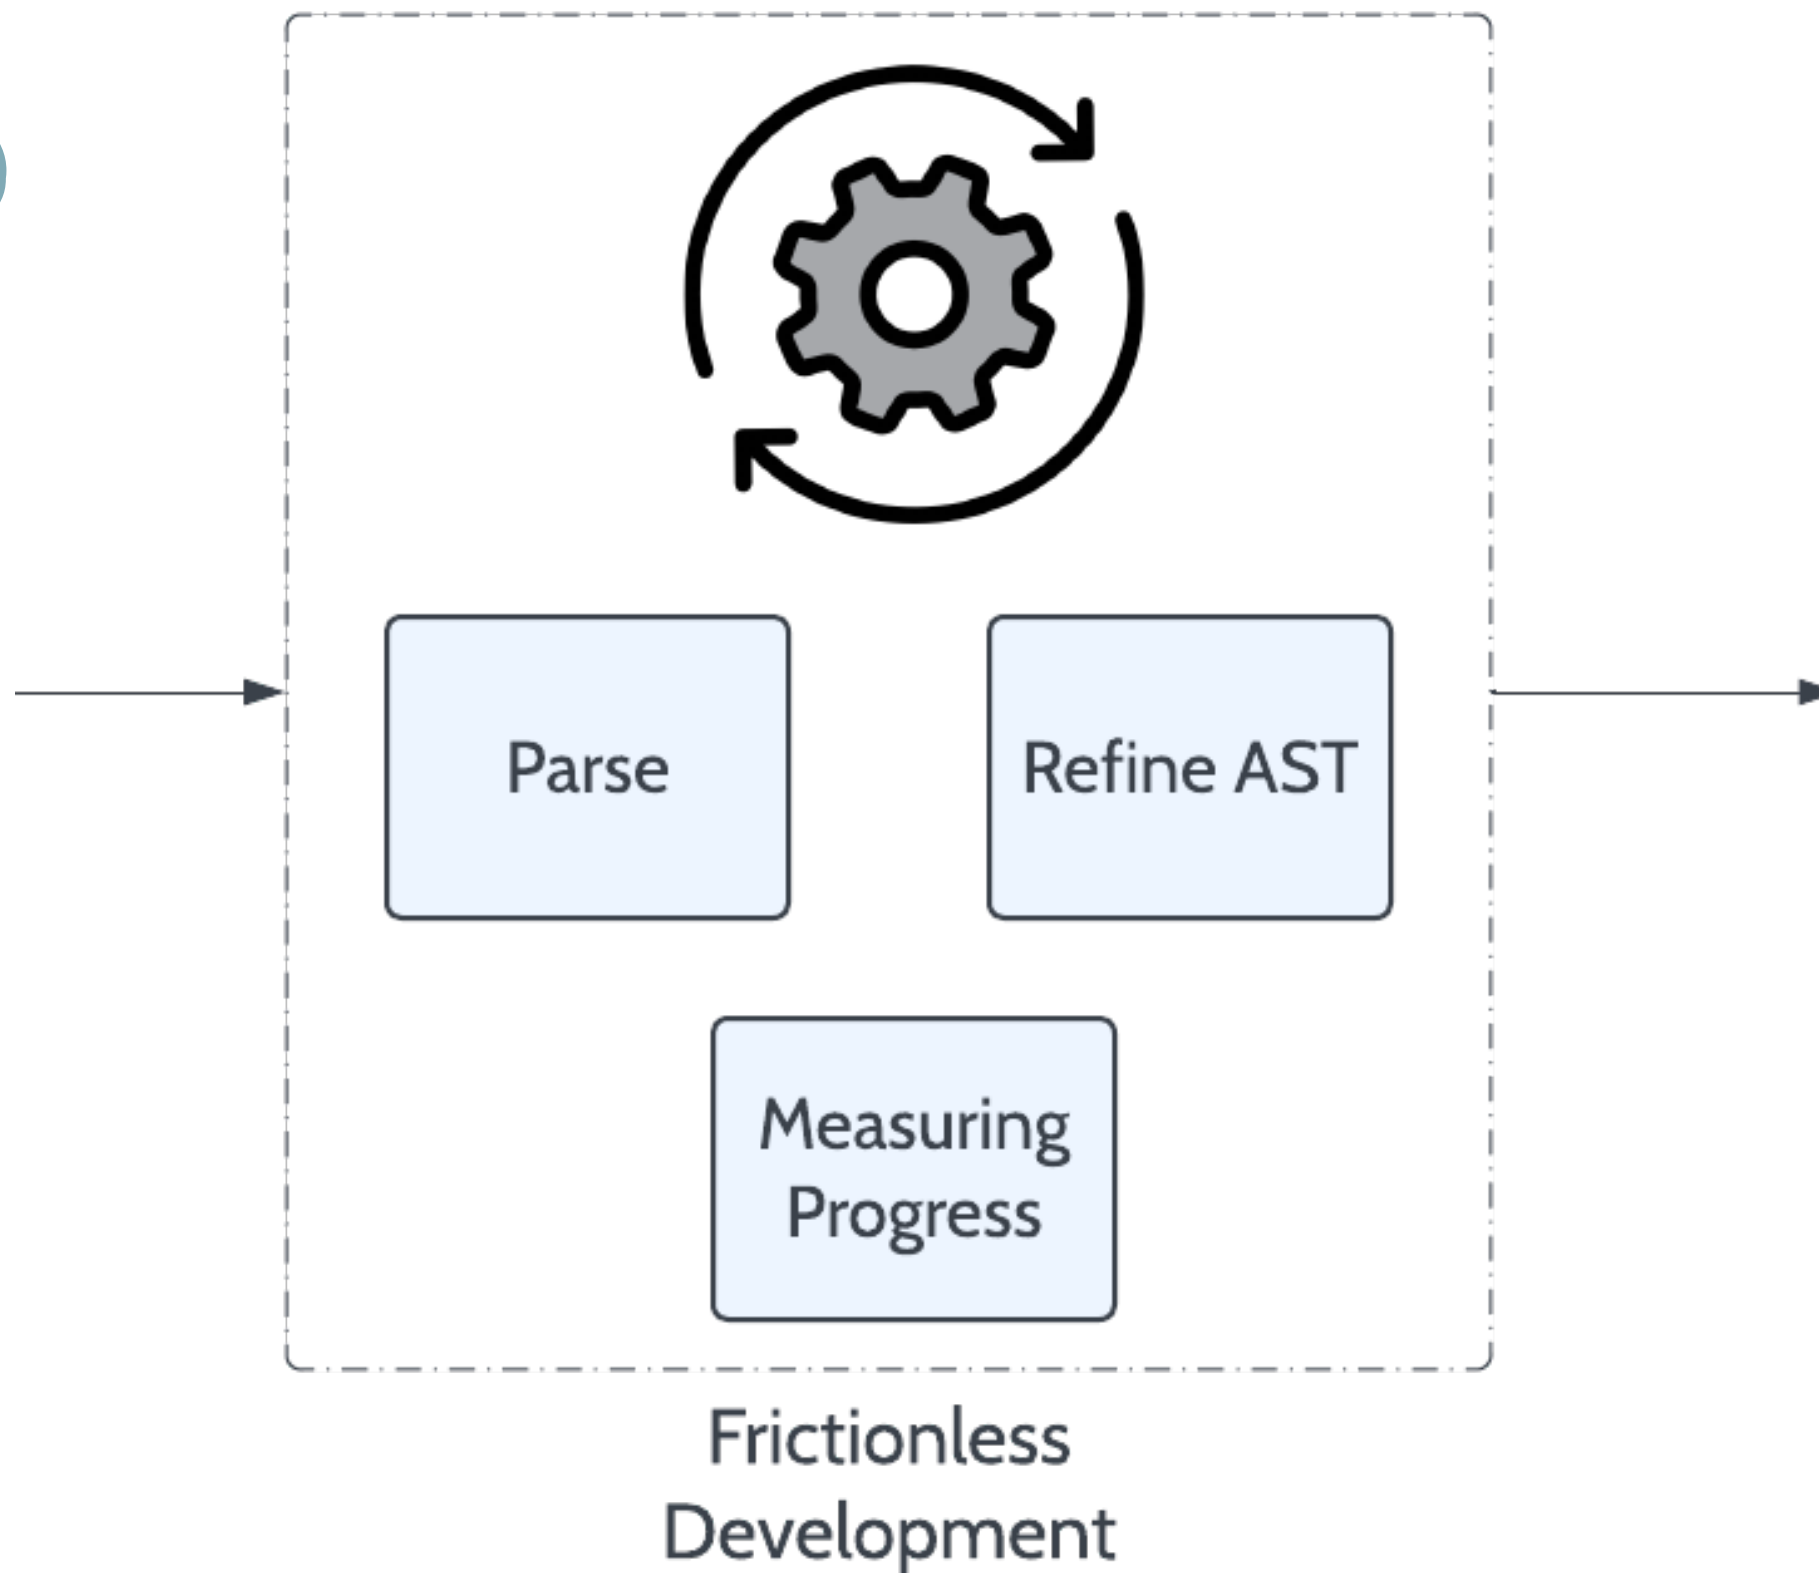 Parse
Refine AST
Measuring
Progress
Frictionless
Development